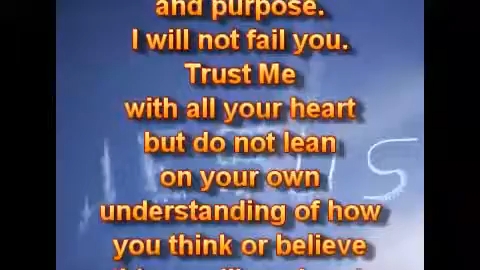 and purpose.
I will not fail you.
Trust Me
with all your heart
but do not lean
on your own
understanding of how
you think or believe